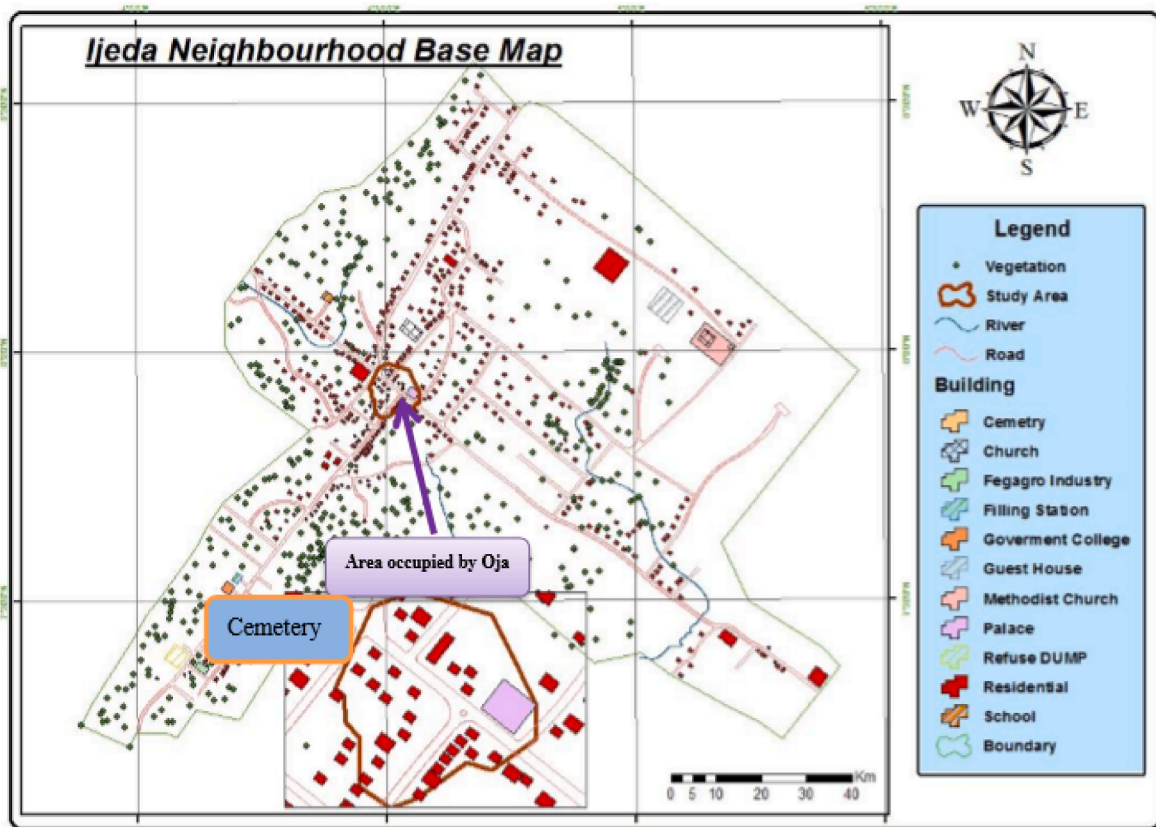 Ijeda Neighbourhood Base Map
N
W
E
S
Legend
Vegetation
Study Area
River
Road
Building
Cemetry
Church
Fegagro Industry
Filling Station
Goverment College
Guest House
Methodist Church
Palace
Refuse DUMP
Residential
School
Boundary
Area occupied by Oja
Cemetery
Km
0 5 10 20 30 40